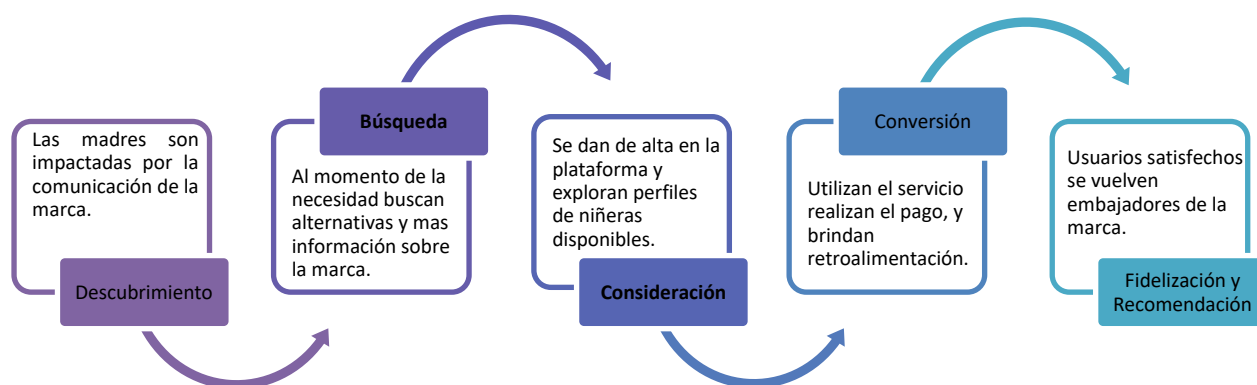 Las madres son
impactadas por la
comunicación de la
marca.
Descubrimiento
Búsqueda
Al momento de la
necesidad buscan
alternativas y mas
información sobre
la marca.
Se dan de alta en la
plataforma y
exploran perfiles
de niñeras
disponibles.
Consideración
Conversión
Utilizan el servicio
realizan el pago, y
brindan
retroalimentación.
Usuarios satisfechos
se vuelven
embajadores de la
marca.
Fidelización y
Recomendación